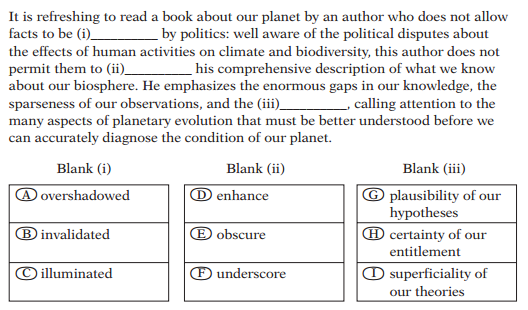 It is refreshing to read a book about our planet by an author who does not allow
facts to be (i)__________ by politics: well aware of the political disputes about
the effects of human activities on climate and biodiversity, this author does not
permit them to (ii)__________ his comprehensive description of what we know
about our biosphere. He emphasizes the enormous gaps in our knowledge, the
sparseness of our observations, and the (iii)__________, calling attention to the
many aspects of planetary evolution that must be better understood before we
can accurately diagnose the condition of our planet.
Blank (i) Blank (ii) Blank (iii)
A overshadowed D enhance G plausibility of our
hypotheses
B invalidated E obscure H certainty of our
entitlement
C illuminated F underscore I superficiality of
our theories